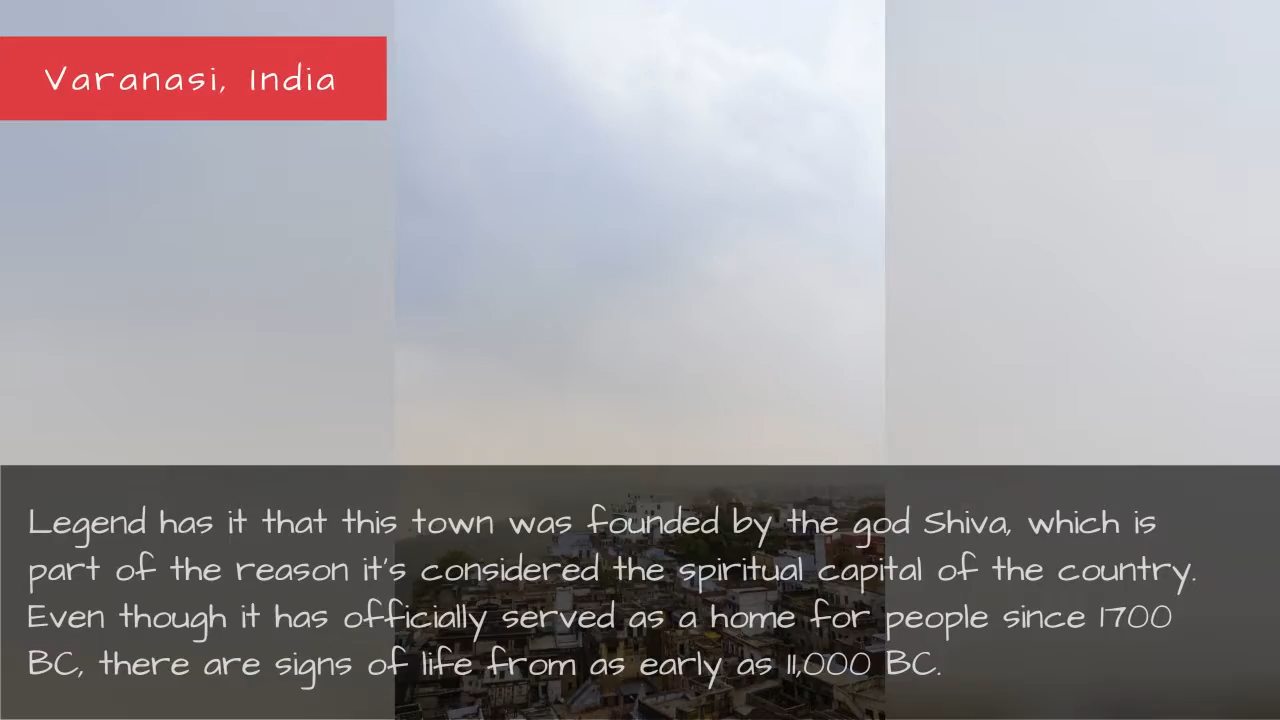 Varanasi, India
Legend has it that this town was founded by the god Shiva, which is
part of the reason it's considered the spiritual capital of the country.
Even though it has officially served as a home for people since 1700
BC, there are signs of life from as early as 11,000 BC.